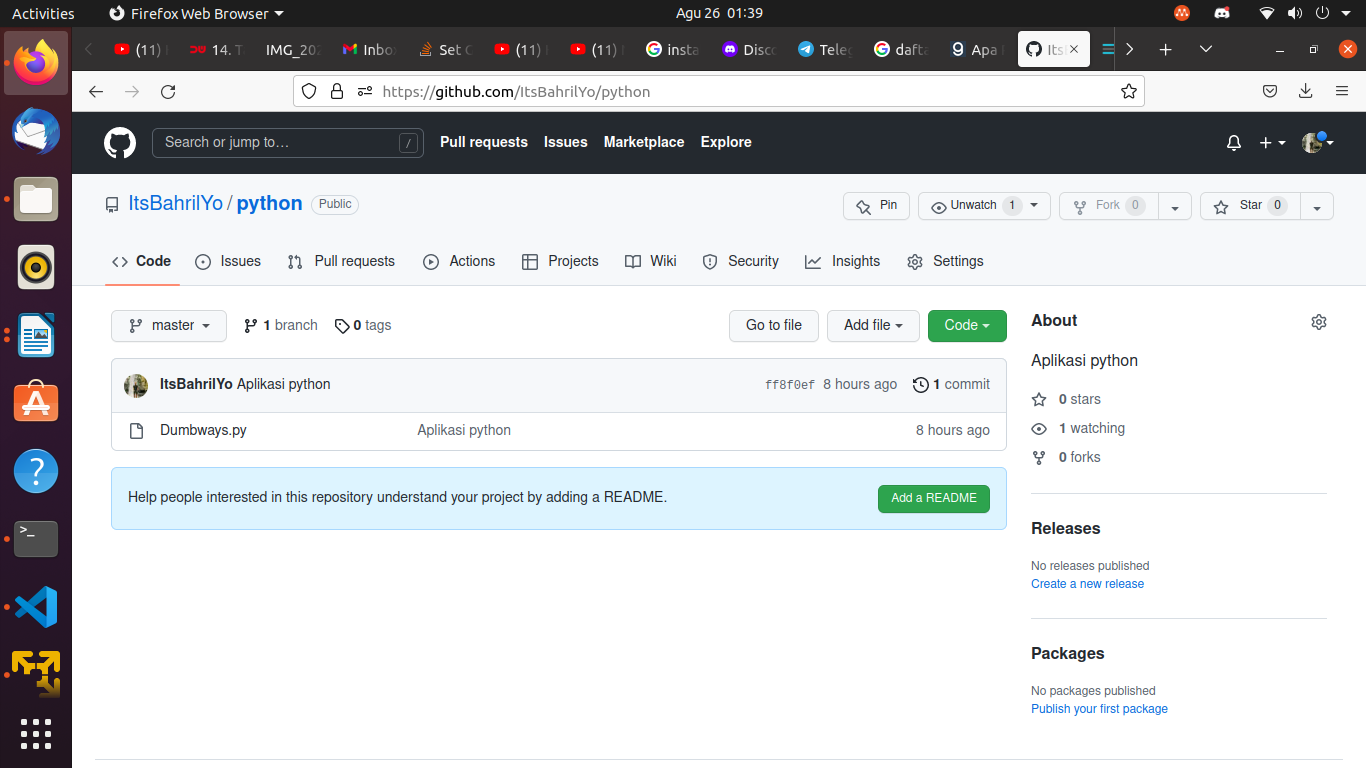 Activities Firefox Web Browser Agu 26 01:39
(11) 14. T IMG_20 Inbo Set C (11) (11) insta Disco Teleg dafta Apa Its
https://github.com/ItsBahrilYo/python
Search or jump to… / Pull requests Issues Marketplace Explore
ItsBahrilYo / python Public Pin Unwatch 1 Fork 0 Star 0
Code Issues Pull requests Actions Projects Wiki Security Insights Settings
master 1 branch 0 tags Go to file Add file Code
ItsBahrilYo Aplikasi python ff8f0ef 8 hours ago 1 commit
Dumbways.py Aplikasi python 8 hours ago
Help people interested in this repository understand your project by adding a README. Add a README
About
Aplikasi python
0 stars
1 watching
0 forks
Releases
No releases published
Create a new release
Packages
No packages published
Publish your first package